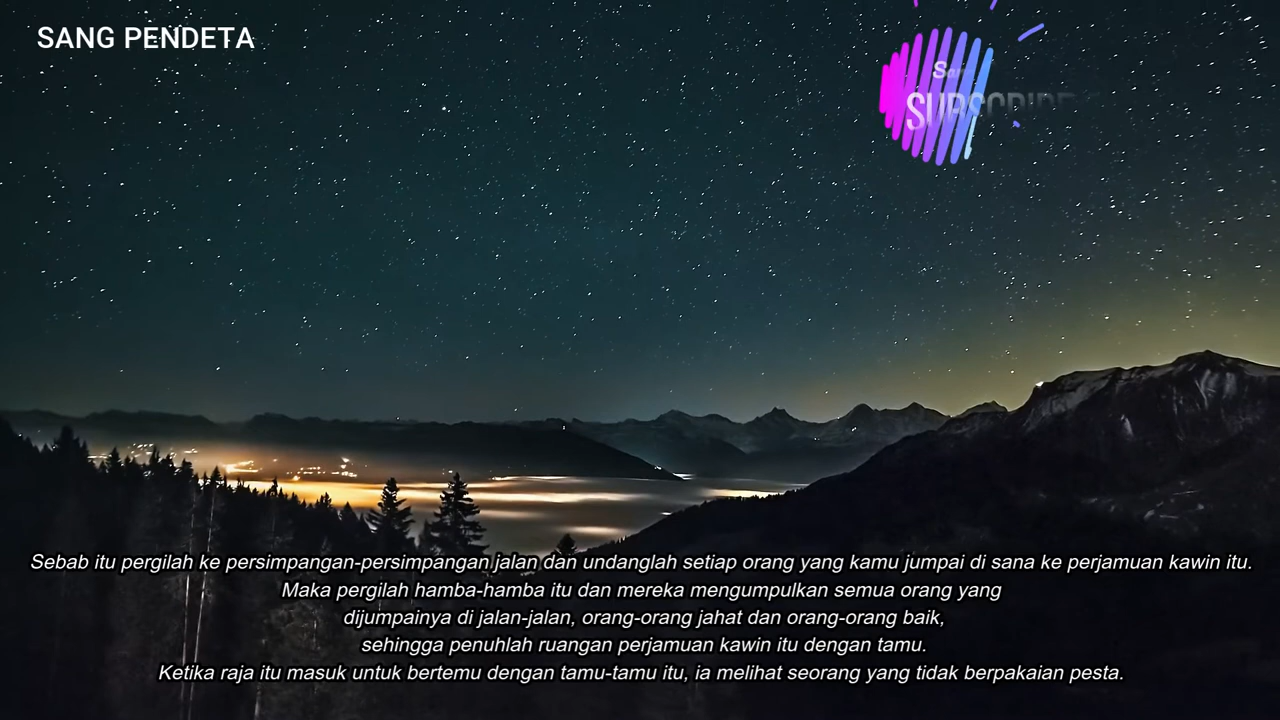 SANG PENDETA
Sebab itu pergilah ke persimpangan-persimpangan jalan dan undanglah setiap orang yang kamu jumpai di sana ke perjamuan kawin itu.
Maka pergilah hamba-hamba itu dan mereka mengumpulkan semua orang yang
dijumpainya di jalan-jalan, orang-orang jahat dan orang-orang baik,
sehingga penuhlah ruangan perjamuan kawin itu dengan tamu.
Ketika raja itu masuk untuk bertemu dengan tamu-tamu itu, ia melihat seorang yang tidak berpakaian pesta.